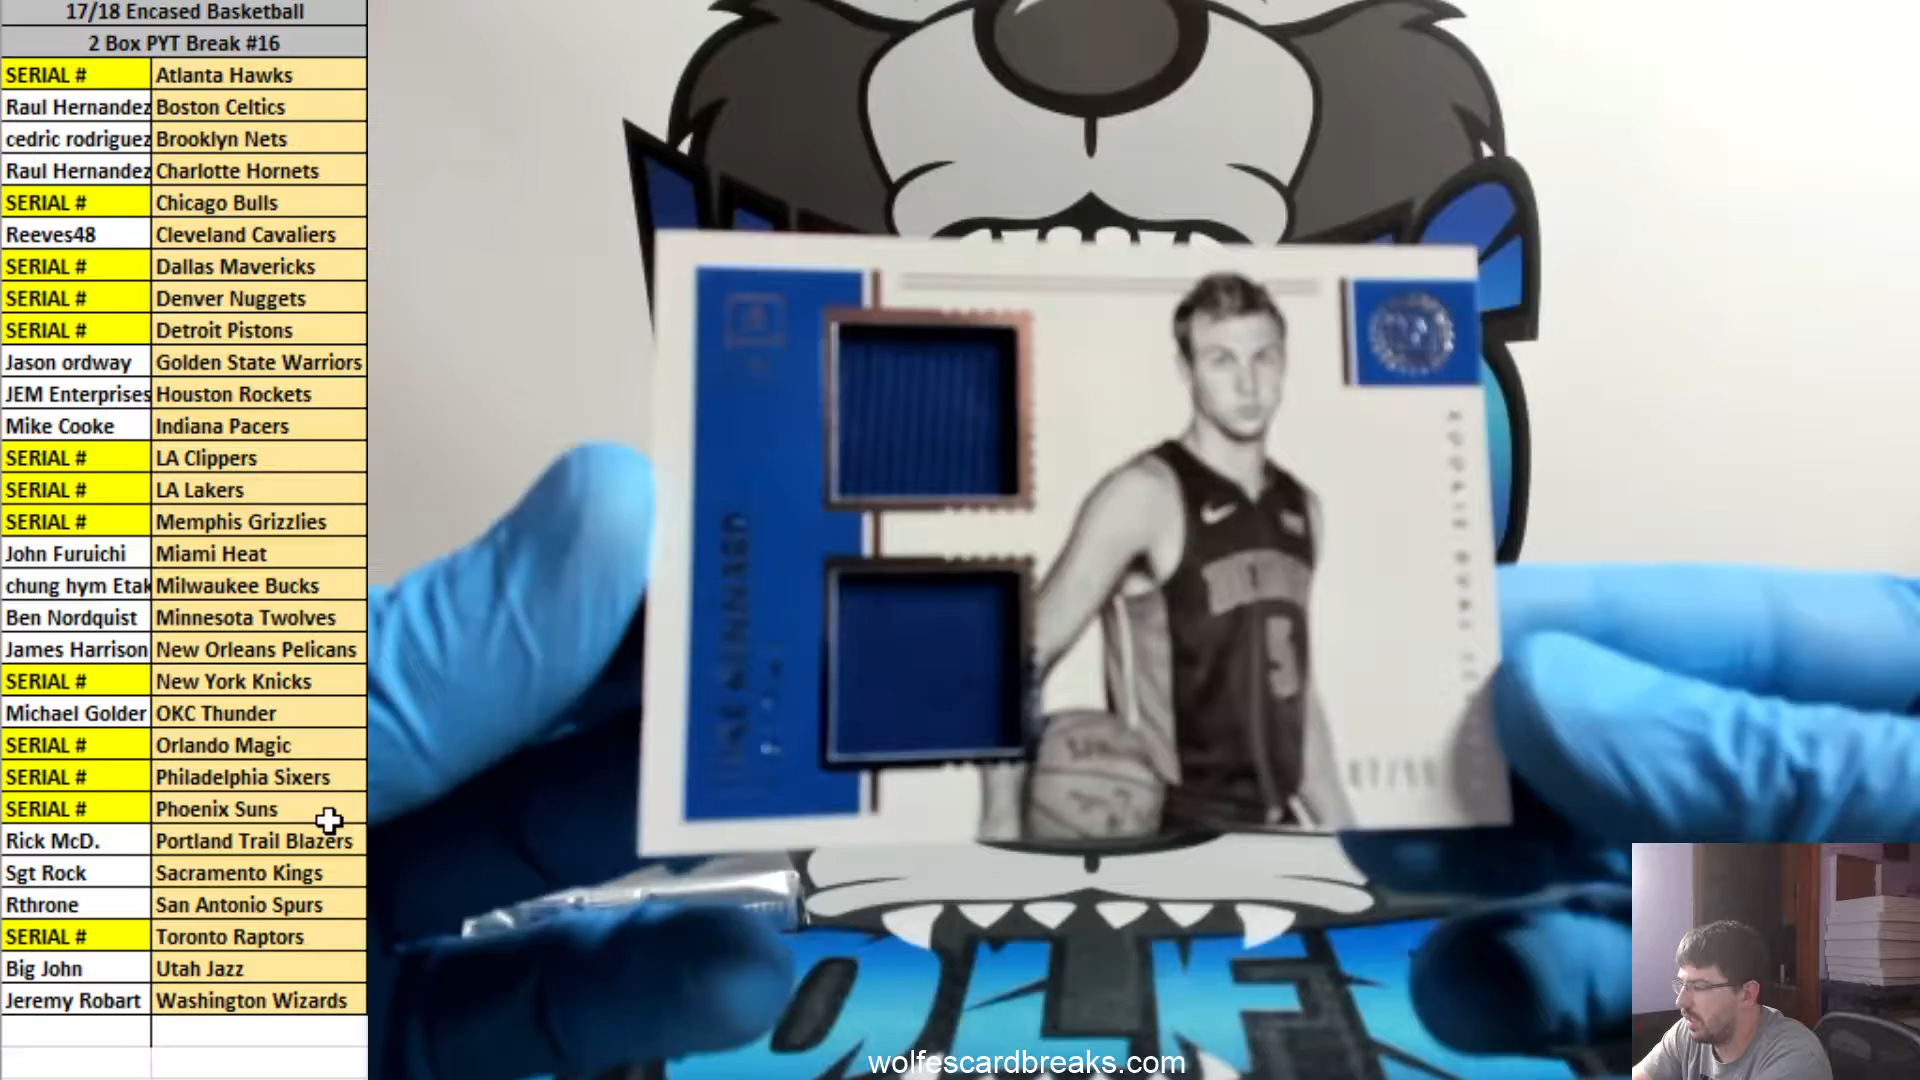 17/18 Encased Basketball
2 Box PYT Break #16
SERIAL # Atlanta Hawks
Raul Hernandez Boston Celtics
cedric rodriguez Brooklyn Nets
Raul Hernandez Charlotte Hornets
SERIAL # Chicago Bulls
Reeves48 Cleveland Cavaliers
SERIAL # Dallas Mavericks
SERIAL # Denver Nuggets
SERIAL # Detroit Pistons
Jason ordway Golden State Warriors
JEM Enterprises Houston Rockets
Mike Cooke Indiana Pacers
SERIAL # LA Clippers
SERIAL # LA Lakers
SERIAL # Memphis Grizzlies
John Furuichi Miami Heat
chung hym Etak Milwaukee Bucks
Ben Nordquist Minnesota Twolves
James Harrison New Orleans Pelicans
SERIAL # New York Knicks
Michael Golder OKC Thunder
SERIAL # Orlando Magic
SERIAL # Philadelphia Sixers
SERIAL # Phoenix Suns
Rick McD. Portland Trail Blazers
Sgt Rock Sacramento Kings
Rthrone San Antonio Spurs
SERIAL # Toronto Raptors
Big John Utah Jazz
Jeremy Robart Washington Wizards
LUKE KENNARD
5
wolfescardbreaks.com